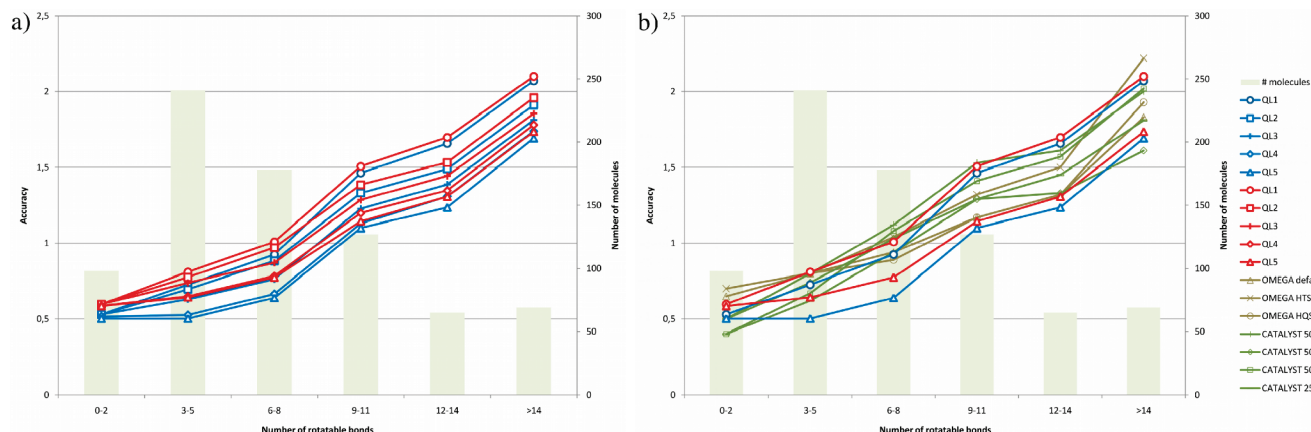 a)
2,5
2
1,5
1
0,5
0
Accuracy
300
250
200
150
100
50
0
Number of molecules
0-2
3-5
6-8
9-11
12-14
>14
Number of rotatable bonds
b)
2,5
2
1,5
1
0,5
0
Accuracy
300
250
200
150
100
50
0
Number of molecules
0-2
3-5
6-8
9-11
12-14
>14
Number of rotatable bonds
# molecules
QL1
QL2
QL3
QL4
QL5
QL1
QL2
QL3
QL4
QL5
OMEGA
OMEGA HTS
OMEGA HQS
CATALYST
CATALYST
CATALYST
CATALYST